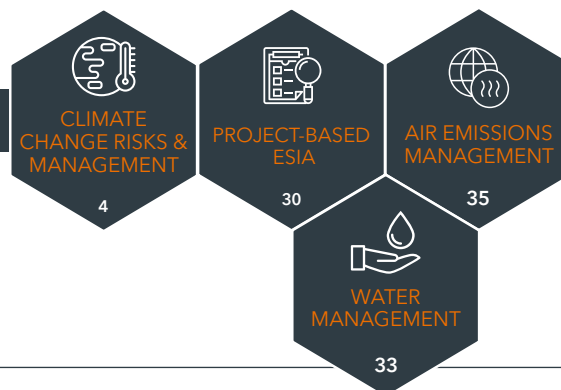 CLIMATE
CHANGE RISKS &
MANAGEMENT
4
PROJECT-BASED
ESIA
30
AIR EMISSIONS
MANAGEMENT
35
WATER
MANAGEMENT
33